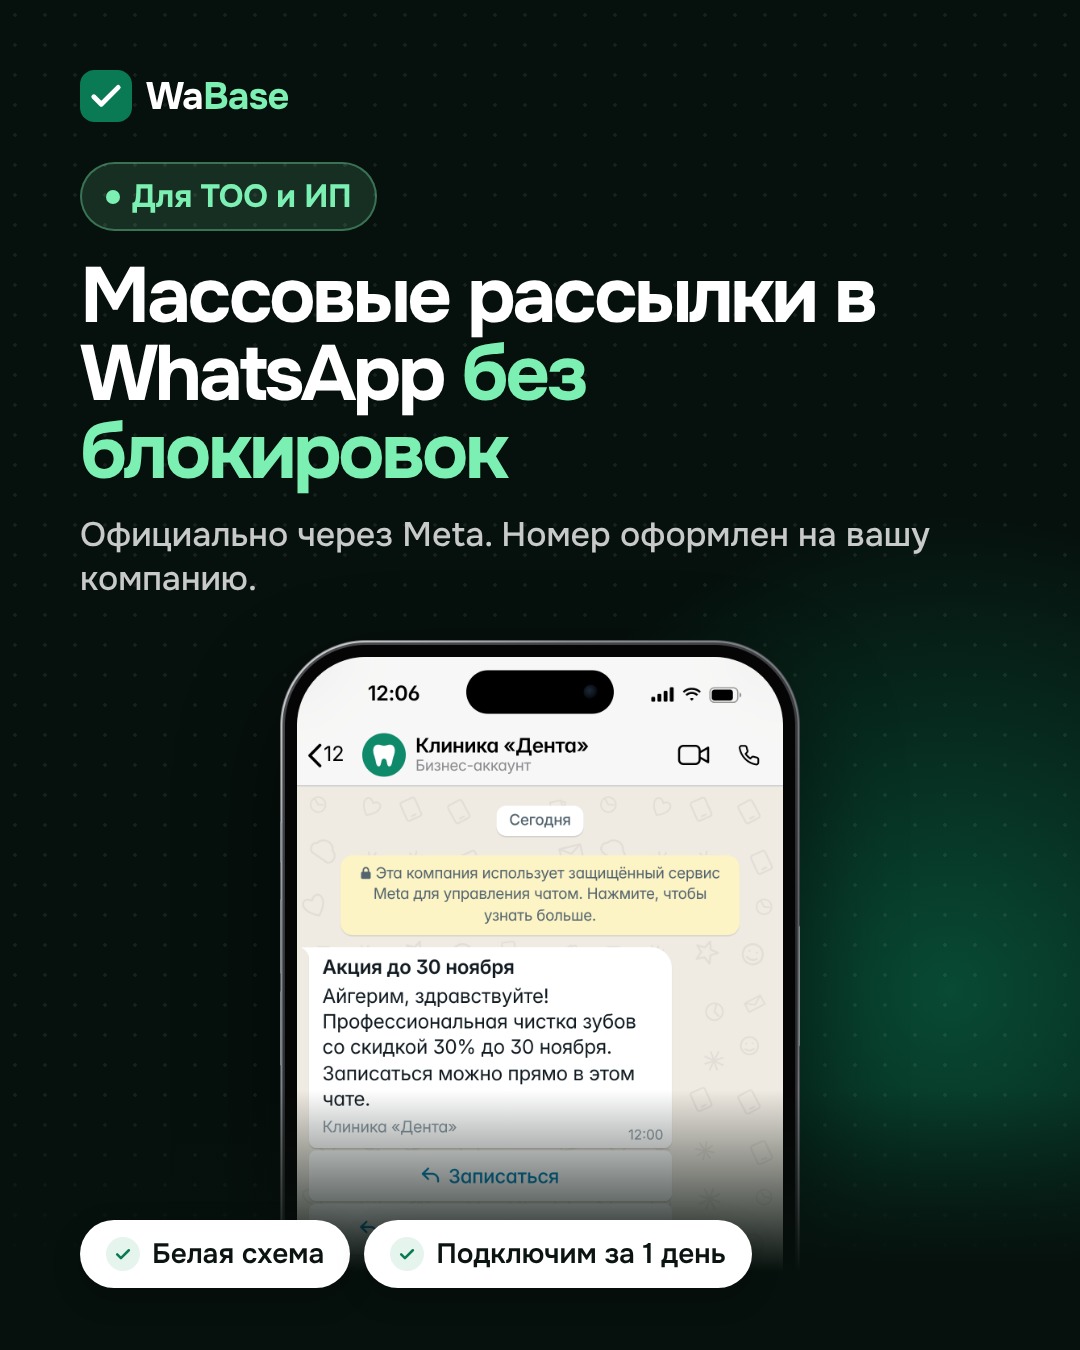 WaBase
Для ТОО и ИП
Массовые рассылки в
WhatsApp без
блокировок
Официально через Meta. Номер оформлен на вашу
компанию.
12:06
12
Клиника «Дента»
Бизнес-аккаунт
Сегодня
Эта компания использует защищённый сервис
Meta для управления чатом. Нажмите, чтобы
узнать больше.
Акция до 30 ноября
Айгерим, здравствуйте!
Профессиональная чистка зубов
со скидкой 30% до 30 ноября.
Записаться можно прямо в этом
чате.
Клиника «Дента»
12:00
Записаться
Белая схема
Подключим за 1 день